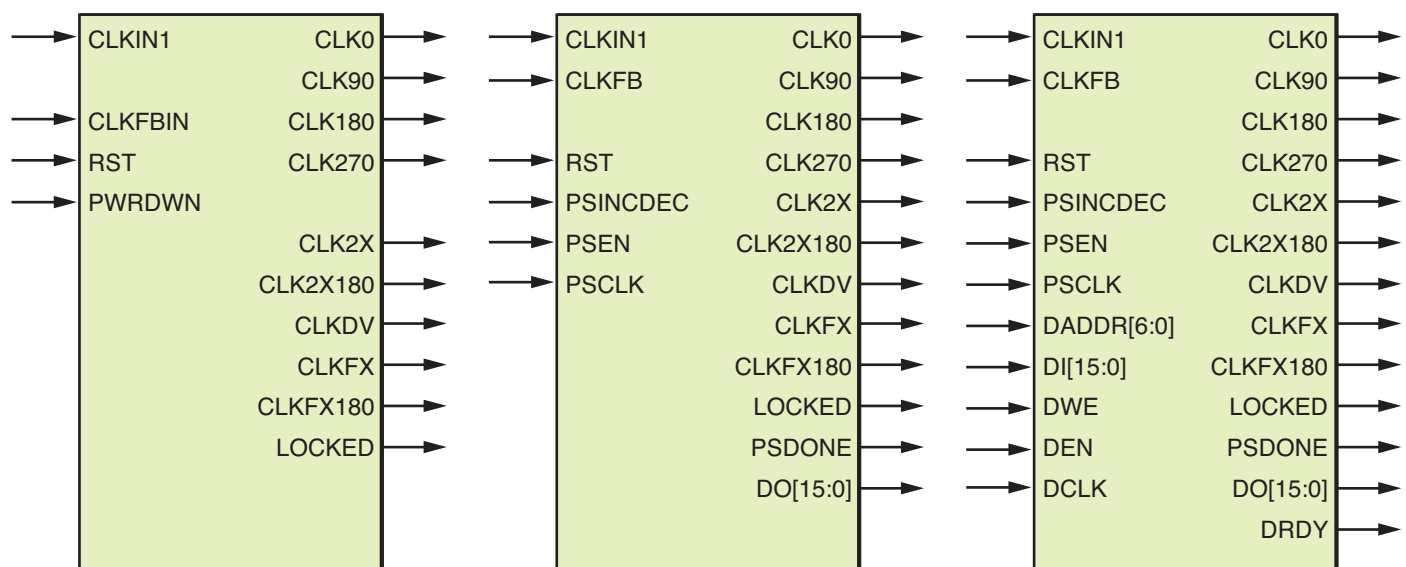 CLKIN1 CLK0
CLK90
CLKFBIN CLK180
RST CLK270
PWRDWN
CLK2X
CLK2X180
CLKDV
CLKFX
CLKFX180
LOCKED
CLKIN1 CLK0
CLKFB CLK90
CLK180
RST CLK270
PSINCDEC CLK2X
PSEN CLK2X180
PSCLK CLKDV
CLKFX
CLKFX180
LOCKED
PSDONE
DO[15:0]
CLKIN1 CLK0
CLKFB CLK90
CLK180
RST CLK270
PSINCDEC CLK2X
PSEN CLK2X180
PSCLK CLKDV
DADDR[6:0] CLKFX
DI[15:0] CLKFX180
DWE LOCKED
DEN PSDONE
DCLK DO[15:0]
DRDY